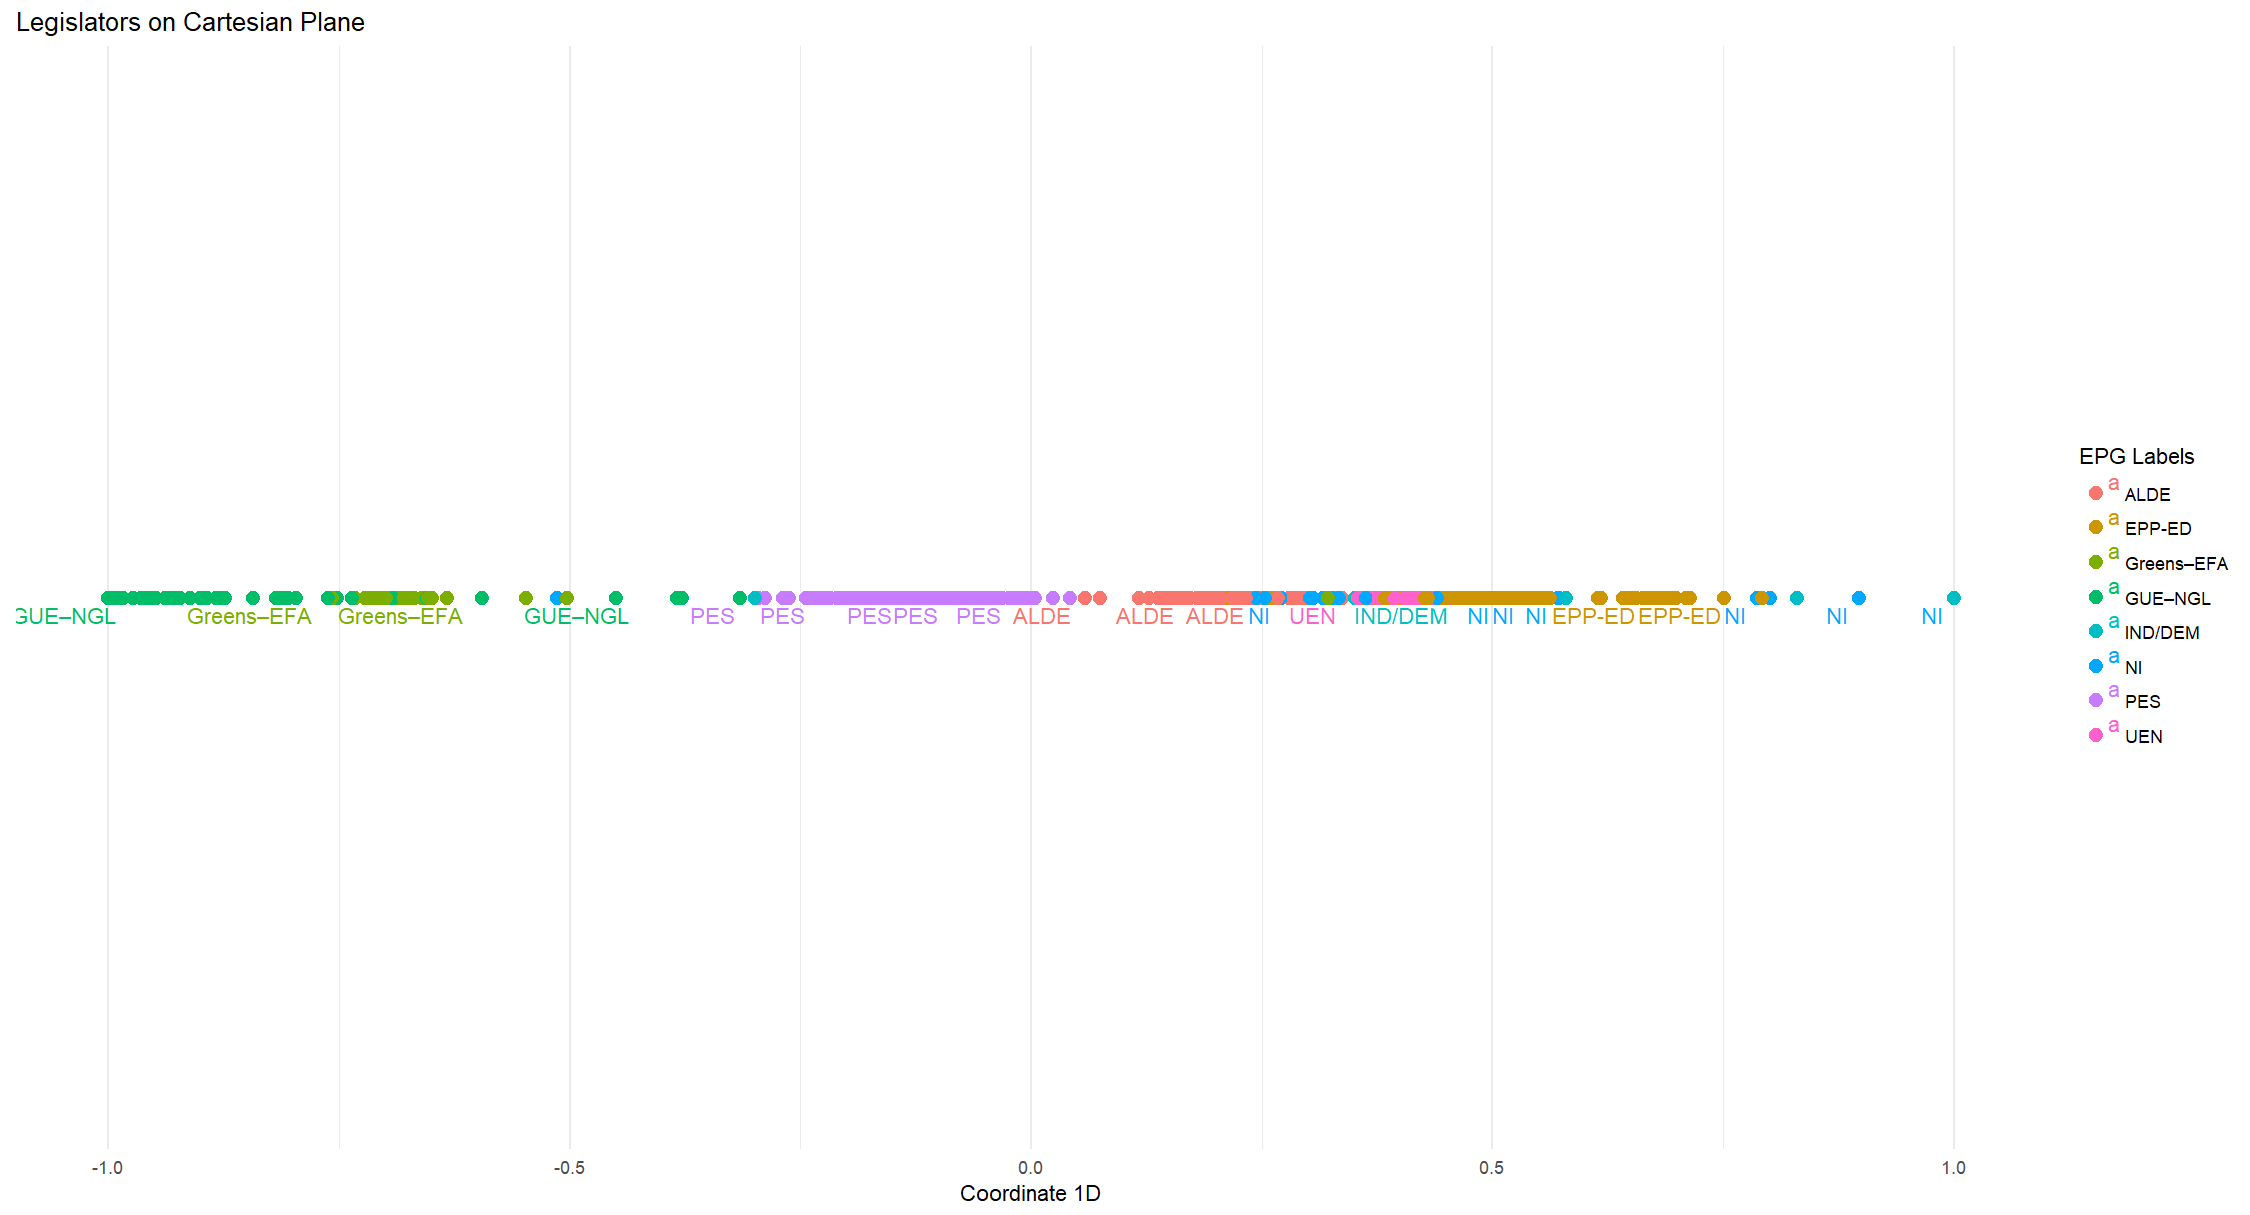 Legislators on Cartesian Plane
GUE–NGL Greens–EFA Greens–EFA GUE–NGL PES PES PES PES PES ALDE ALDE ALDE NI UEN IND/DEM NI NI NI EPP-ED EPP-ED NI NI NI
-1.0 -0.5 0.0 0.5 1.0
Coordinate 1D
EPG Labels
a ALDE
a EPP-ED
a Greens–EFA
a GUE–NGL
a IND/DEM
a NI
a PES
a UEN